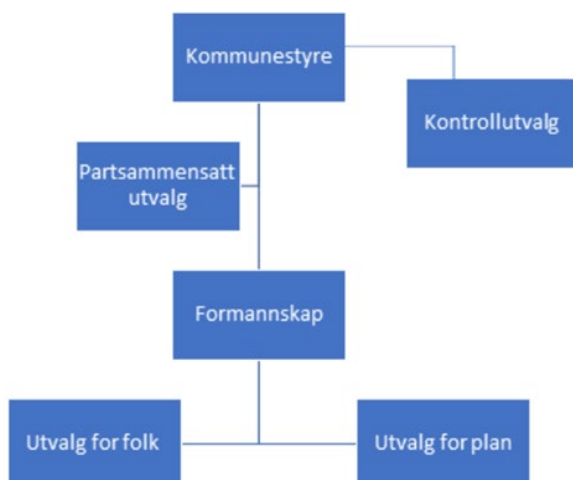 Kommunestyre
Kontrollutvalg
Partsammensatt
utvalg
Formannskap
Utvalg for folk
Utvalg for plan